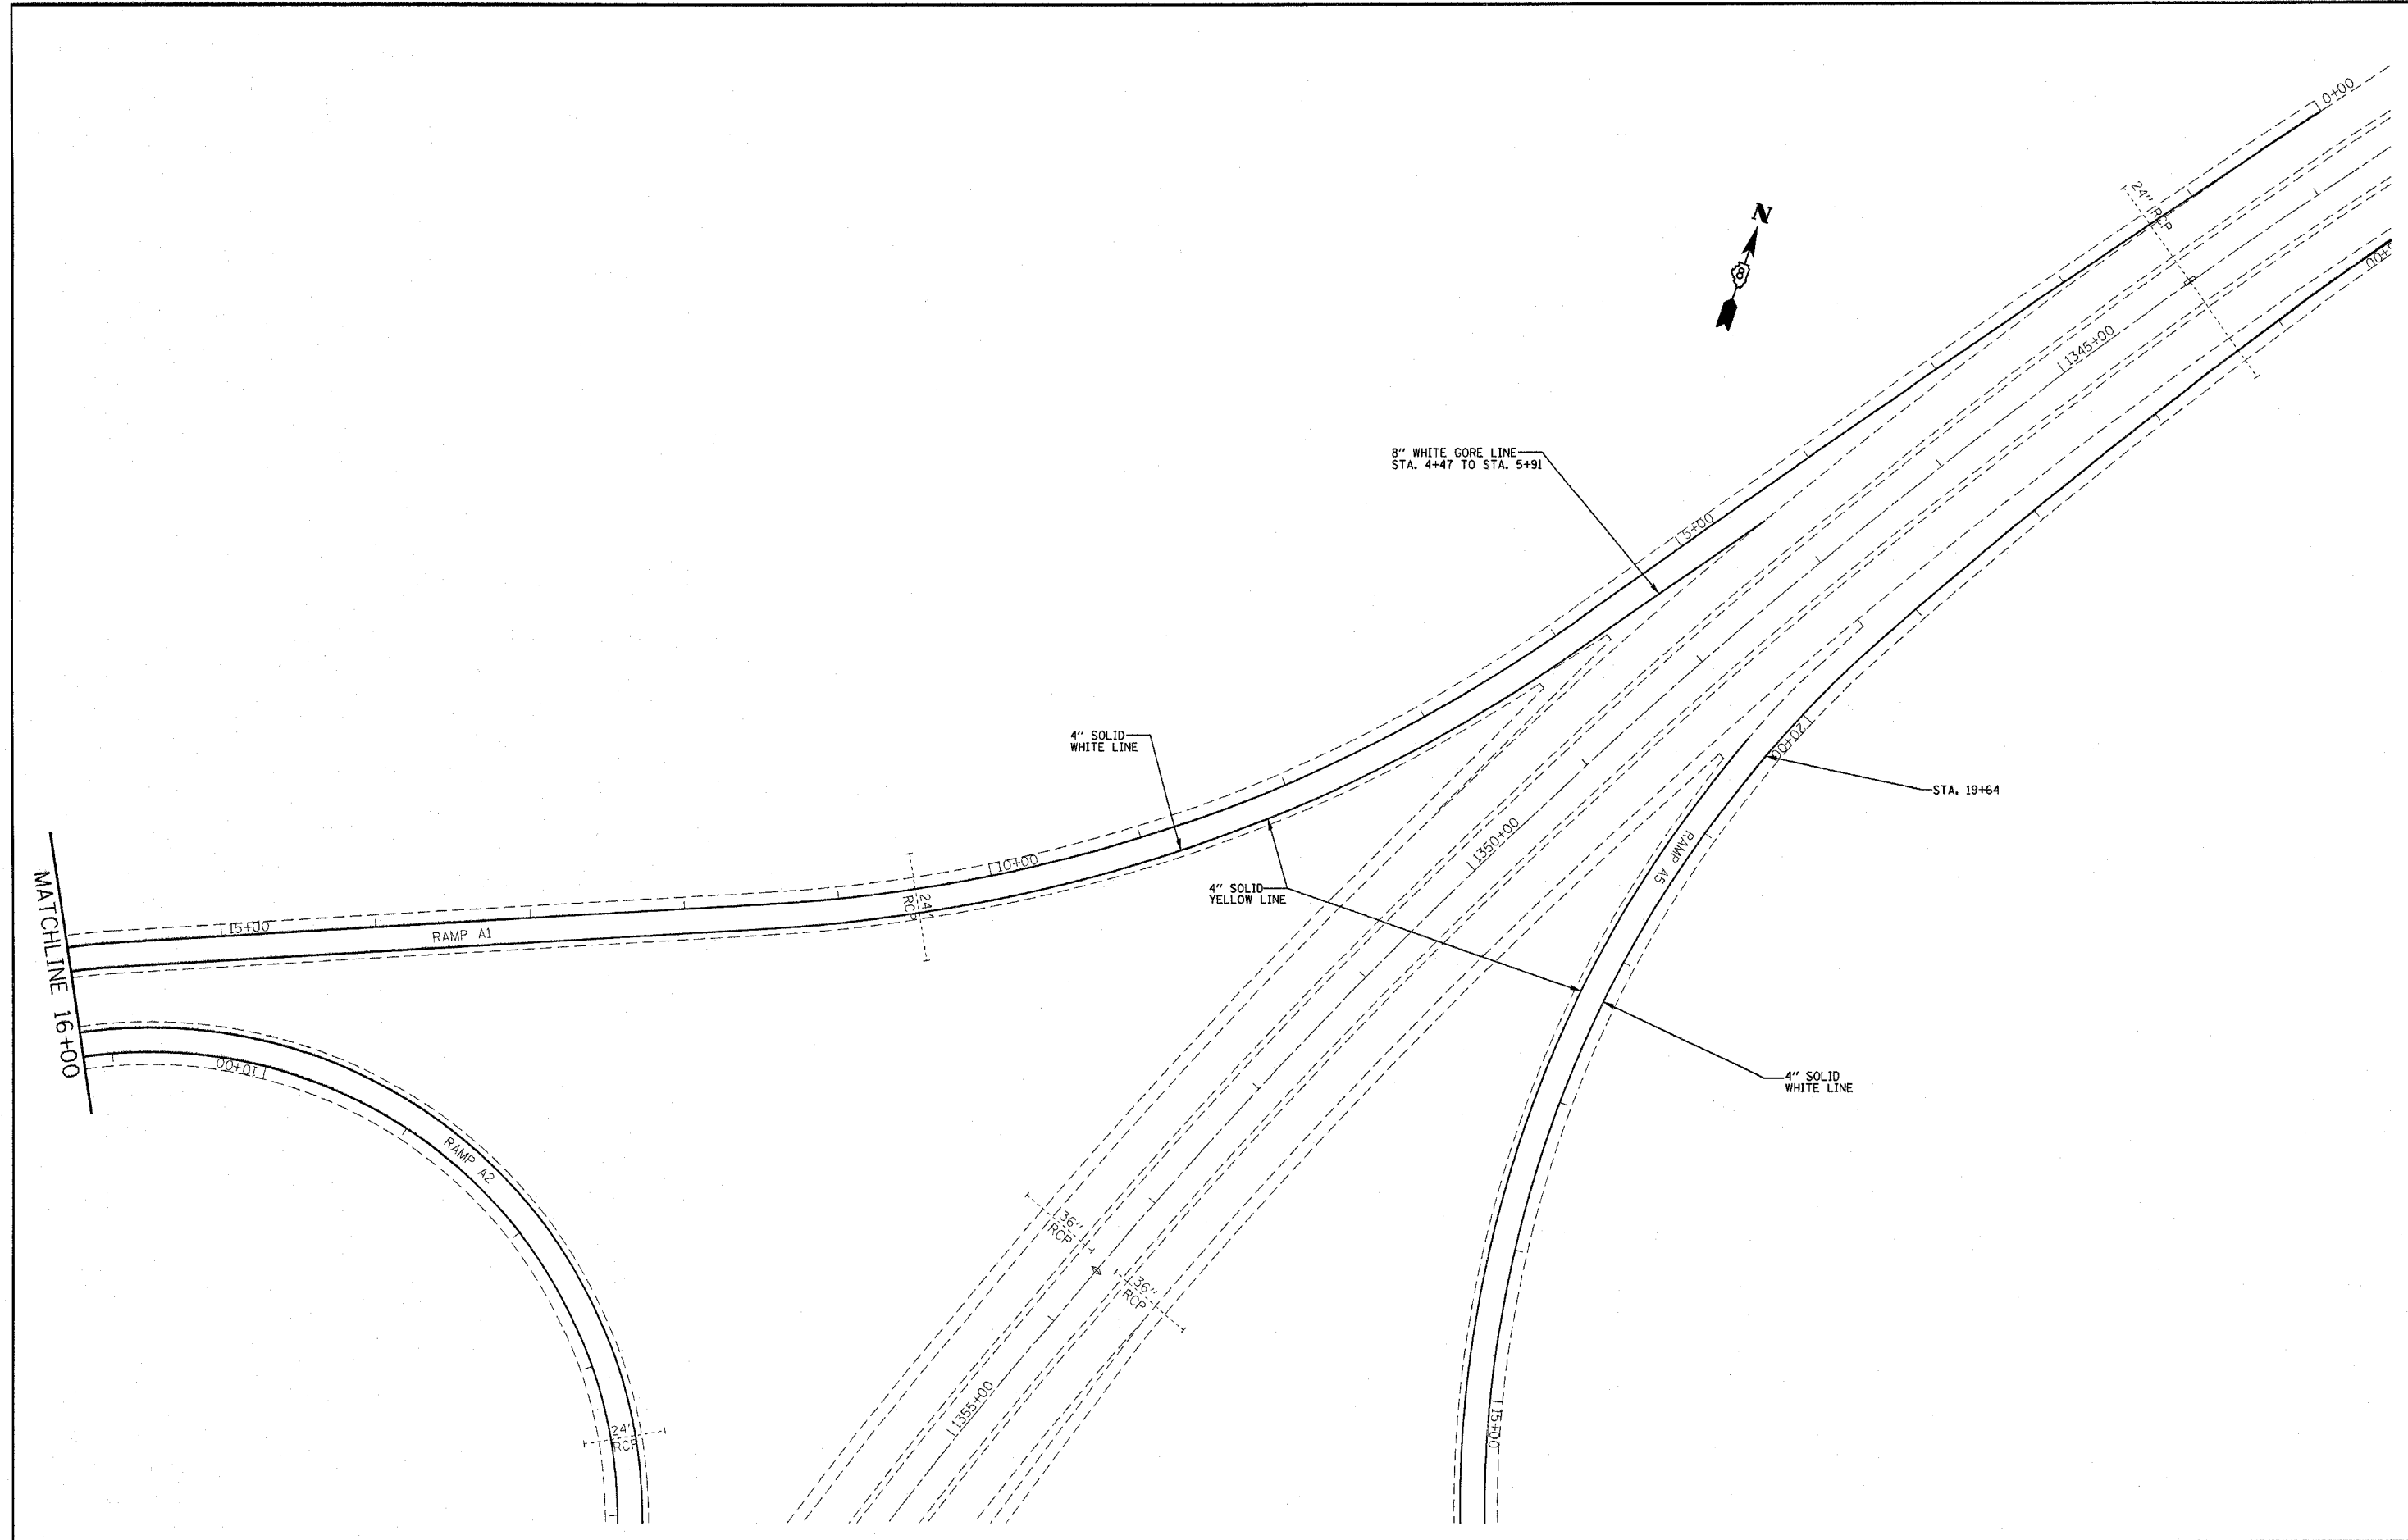 0+00
N
8
24" RCP
+00
1345+00
8" WHITE GORE LINE
STA. 4+47 TO STA. 5+91
5+00
4" SOLID
WHITE LINE
20+00
STA. 19+64
1350+00
RAMP A5
10+00
4" SOLID
YELLOW LINE
24"
RCP
15+00
RAMP A1
MATCHLINE 16+00
10+00
4" SOLID
WHITE LINE
RAMP A2
36"
RCP
36"
RCP
1355+00
15+00
24"
RCP